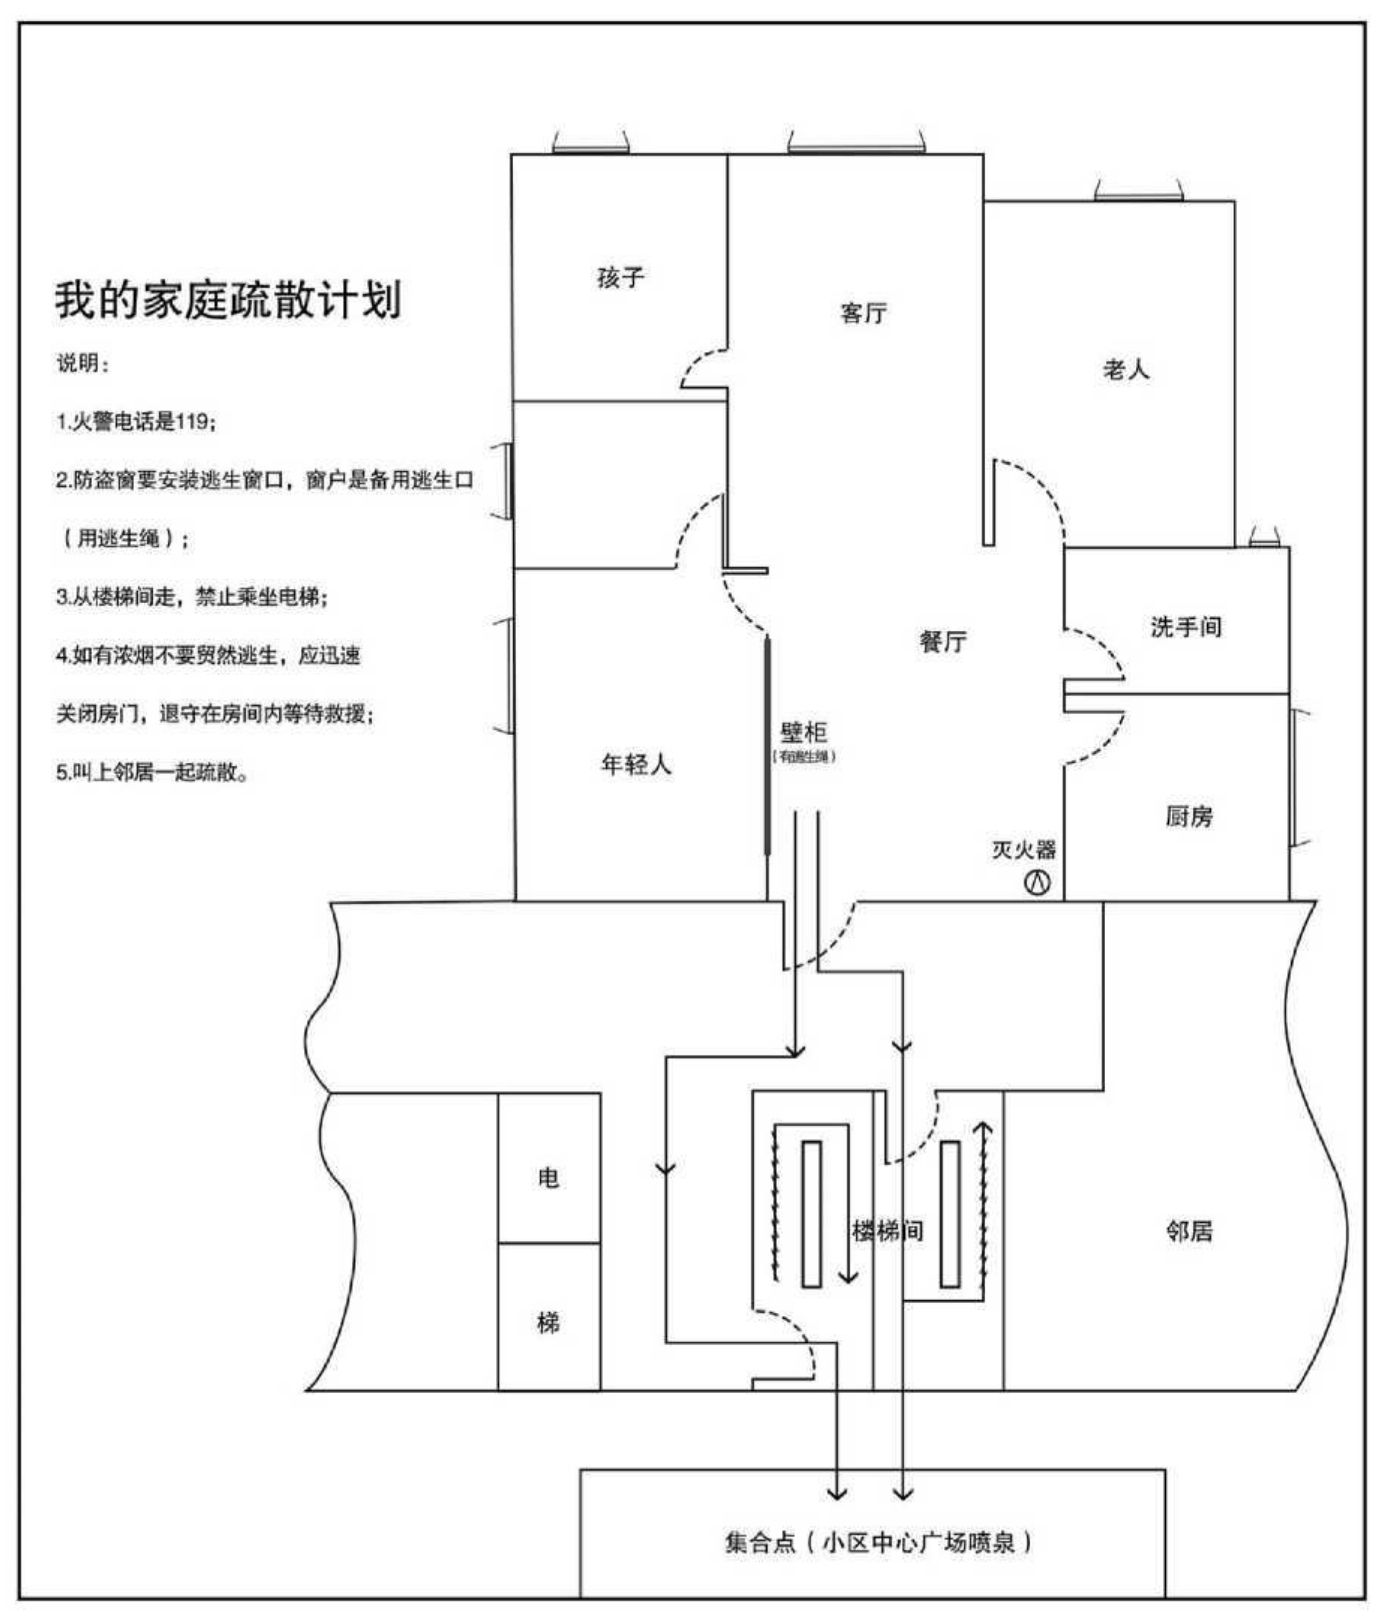 孩子
客厅
老人
我的家庭疏散计划
说明：
1.火警电话是119；
2.防盗窗要安装逃生窗口，窗户是备用逃生口
（用逃生绳）；
3.从楼梯间走，禁止乘坐电梯；
4.如有浓烟不要贸然逃生，应迅速
关闭房门，退守在房间内等待救援；
5.叫上邻居一起疏散。
洗手间
餐厅
壁柜
（有逃生绳）
年轻人
厨房
灭火器
电
梯
楼梯间
邻居
集合点（小区中心广场喷泉）